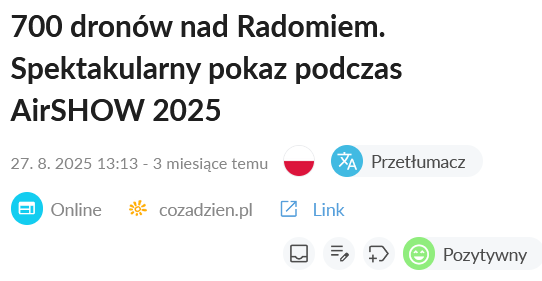 700 dronów nad Radomiem.
Spektakularny pokaz podczas
AirSHOW 2025
27. 8. 2025 13:13 - 3 miesiące temu Przetłumacz
Online cozadzien.pl Link
Pozytywny